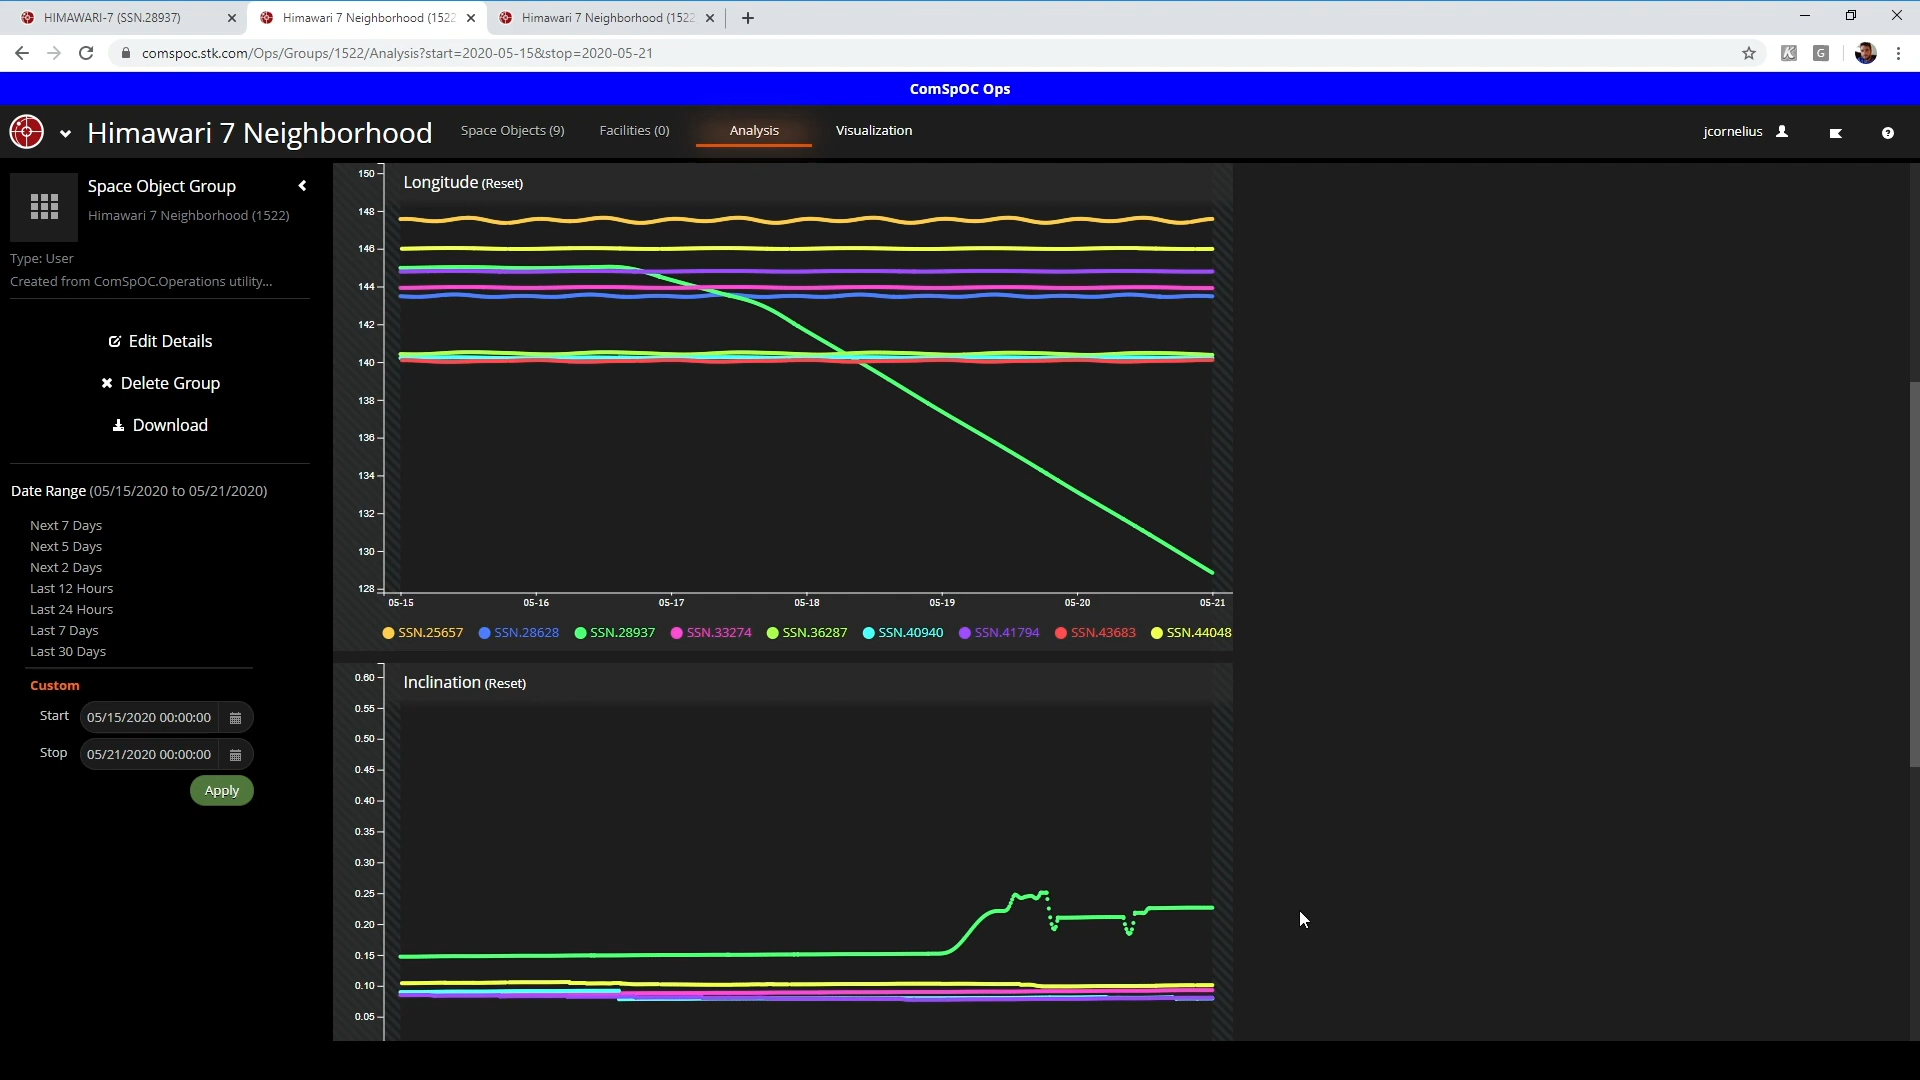 HIMAWARI-7 (SSN.28937)
Himawari 7 Neighborhood (1522
Himawari 7 Neighborhood (1522
comspoc.stk.com/Ops/Groups/1522/Analysis?start=2020-05-15&stop=2020-05-21
ComSpOC Ops
Himawari 7 Neighborhood
Space Objects (9)
Facilities (0)
Analysis
Visualization
jcornelius
Space Object Group
Himawari 7 Neighborhood (1522)
Type: User
Created from ComSpOC.Operations utility...
Edit Details
Delete Group
Download
Date Range (05/15/2020 to 05/21/2020)
Next 7 Days
Next 5 Days
Next 2 Days
Last 12 Hours
Last 24 Hours
Last 7 Days
Last 30 Days
Custom
Start 05/15/2020 00:00:00
Stop 05/21/2020 00:00:00
Apply
Longitude (Reset)
150
148
146
144
142
140
138
136
134
132
130
128
05-15 05-16 05-17 05-18 05-19 05-20 05-21
SSN.25657 SSN.28628 SSN.28937 SSN.33274 SSN.36287 SSN.40940 SSN.41794 SSN.43683 SSN.44048
Inclination (Reset)
0.60
0.55
0.50
0.45
0.40
0.35
0.30
0.25
0.20
0.15
0.10
0.05